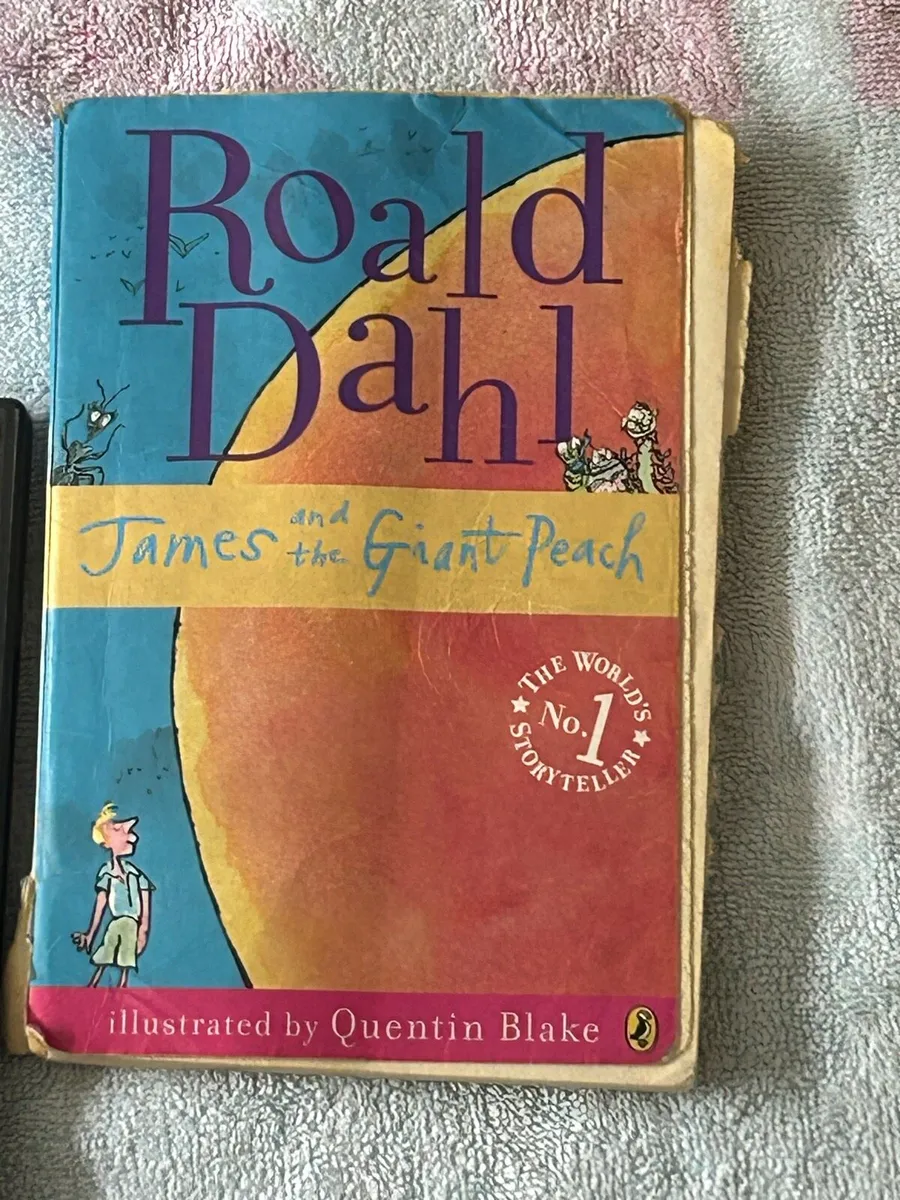 Roald
Dahl
James and the Giant Peach
THE WORLD'S
No. 1
STORYTELLER
illustrated by Quentin Blake